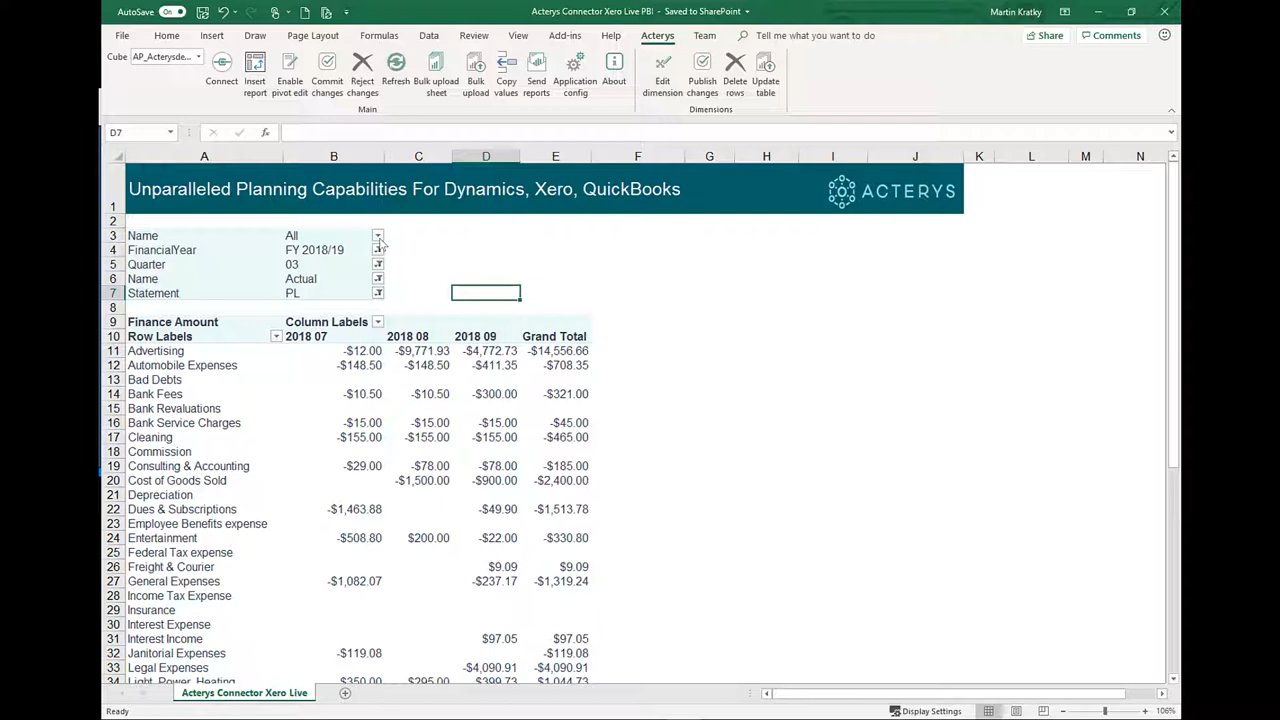 AutoSave On
Acterys Connector Xero Live PBI - Saved to SharePoint
Martin Kratky
File Home Insert Draw Page Layout Formulas Data Review View Add-ins Help Acterys Team Tell me what you want to do Share Comments
Cube AP_Acterysde...
Connect Insert report Enable pivot edit Commit changes Reject changes Refresh Bulk upload sheet Bulk upload Copy values Send reports Application config About Edit dimension Publish changes Delete rows Update table
Main Dimensions
D7 fx
A B C D E F G H I J K L M N
1 Unparalleled Planning Capabilities For Dynamics, Xero, QuickBooks ACTERYS
2
3 Name All
4 FinancialYear FY 2018/19
5 Quarter 03
6 Name Actual
7 Statement PL
8
9 Finance Amount Column Labels
10 Row Labels 2018 07 2018 08 2018 09 Grand Total
11 Advertising -$12.00 -$9,771.93 -$4,772.73 -$14,556.66
12 Automobile Expenses -$148.50 -$148.50 -$411.35 -$708.35
13 Bad Debts
14 Bank Fees -$10.50 -$10.50 -$300.00 -$321.00
15 Bank Revaluations
16 Bank Service Charges -$15.00 -$15.00 -$15.00 -$45.00
17 Cleaning -$155.00 -$155.00 -$155.00 -$465.00
18 Commission
19 Consulting & Accounting -$29.00 -$78.00 -$78.00 -$185.00
20 Cost of Goods Sold -$1,500.00 -$900.00 -$2,400.00
21 Depreciation
22 Dues & Subscriptions -$1,463.88 -$49.90 -$1,513.78
23 Employee Benefits expense
24 Entertainment -$508.80 $200.00 -$22.00 -$330.80
25 Federal Tax expense
26 Freight & Courier $9.09 $9.09
27 General Expenses -$1,082.07 -$237.17 -$1,319.24
28 Income Tax Expense
29 Insurance
30 Interest Expense
31 Interest Income $97.05 $97.05
32 Janitorial Expenses -$119.08 -$119.08
33 Legal Expenses -$4,090.91 -$4,090.91
34 Light, Power, Heating -$350.00 -$295.00 -$399.73 -$1,044.73
Acterys Connector Xero Live
Ready Display Settings 106%